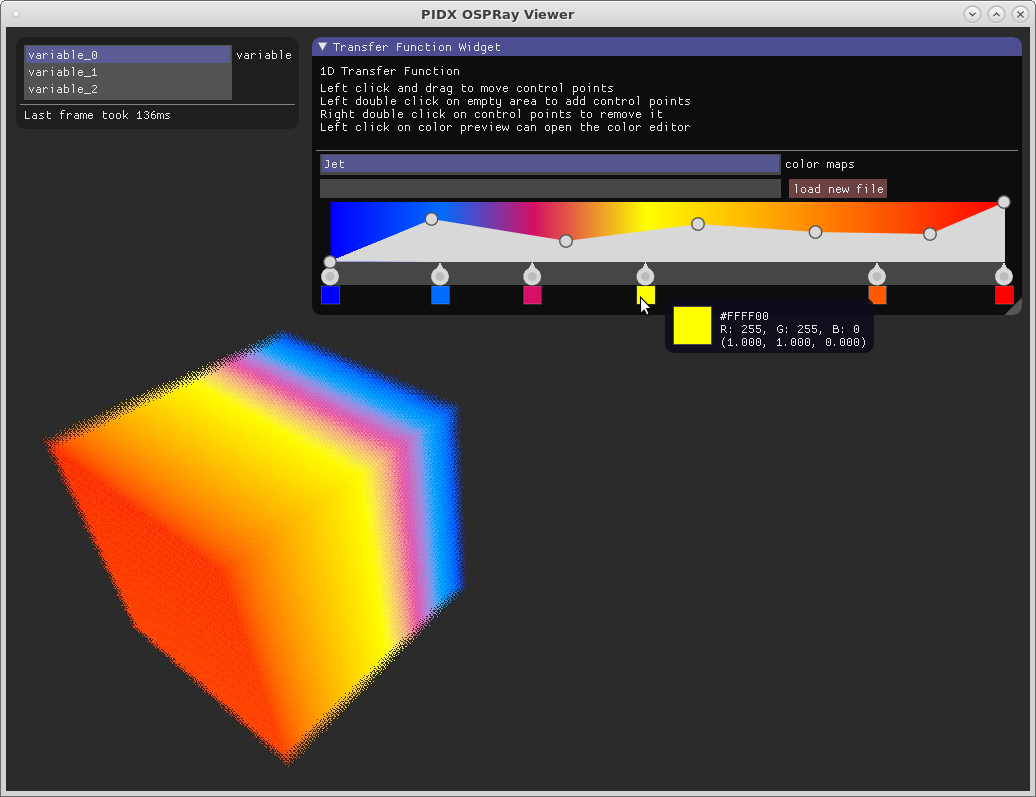 PIDX OSPRay Viewer
variable_0
variable
variable_1
variable_2
Last frame took 136ms
Transfer Function Widget
1D Transfer Function
Left click and drag to move control points
Left double click on empty area to add control points
Right double click on control points to remove it
Left click on color preview can open the color editor
Jet
color maps
load new file
#FFFF00
R: 255, G: 255, B: 0
(1.000, 1.000, 0.000)